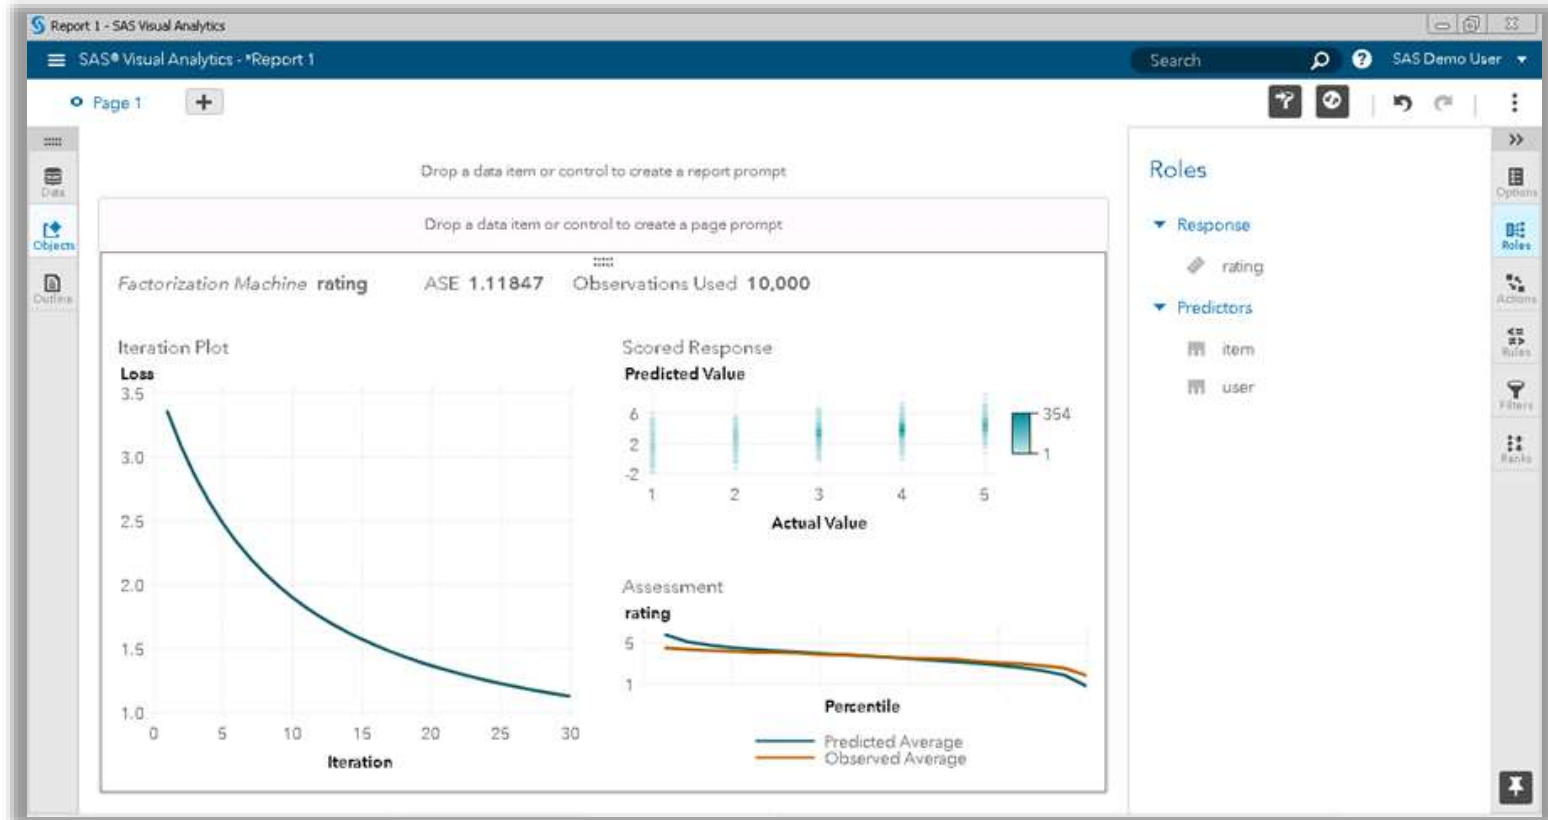 Report 1 - SAS Visual Analytics
SAS® Visual Analytics - *Report 1
Search
SAS Demo User
Page 1
Drop a data item or control to create a report prompt
Drop a data item or control to create a page prompt
Data
Objects
Outline
Factorization Machine rating ASE 1.11847 Observations Used 10,000
Iteration Plot
Loss
3.5
3.0
2.5
2.0
1.5
1.0
0 5 10 15 20 25 30
Iteration
Scored Response
Predicted Value
6
2
-2
1 2 3 4 5
Actual Value
354
1
Assessment
rating
5
1
Percentile
Predicted Average
Observed Average
Roles
Response
rating
Predictors
item
user
Options
Roles
Actions
Rules
Filters
Ranks